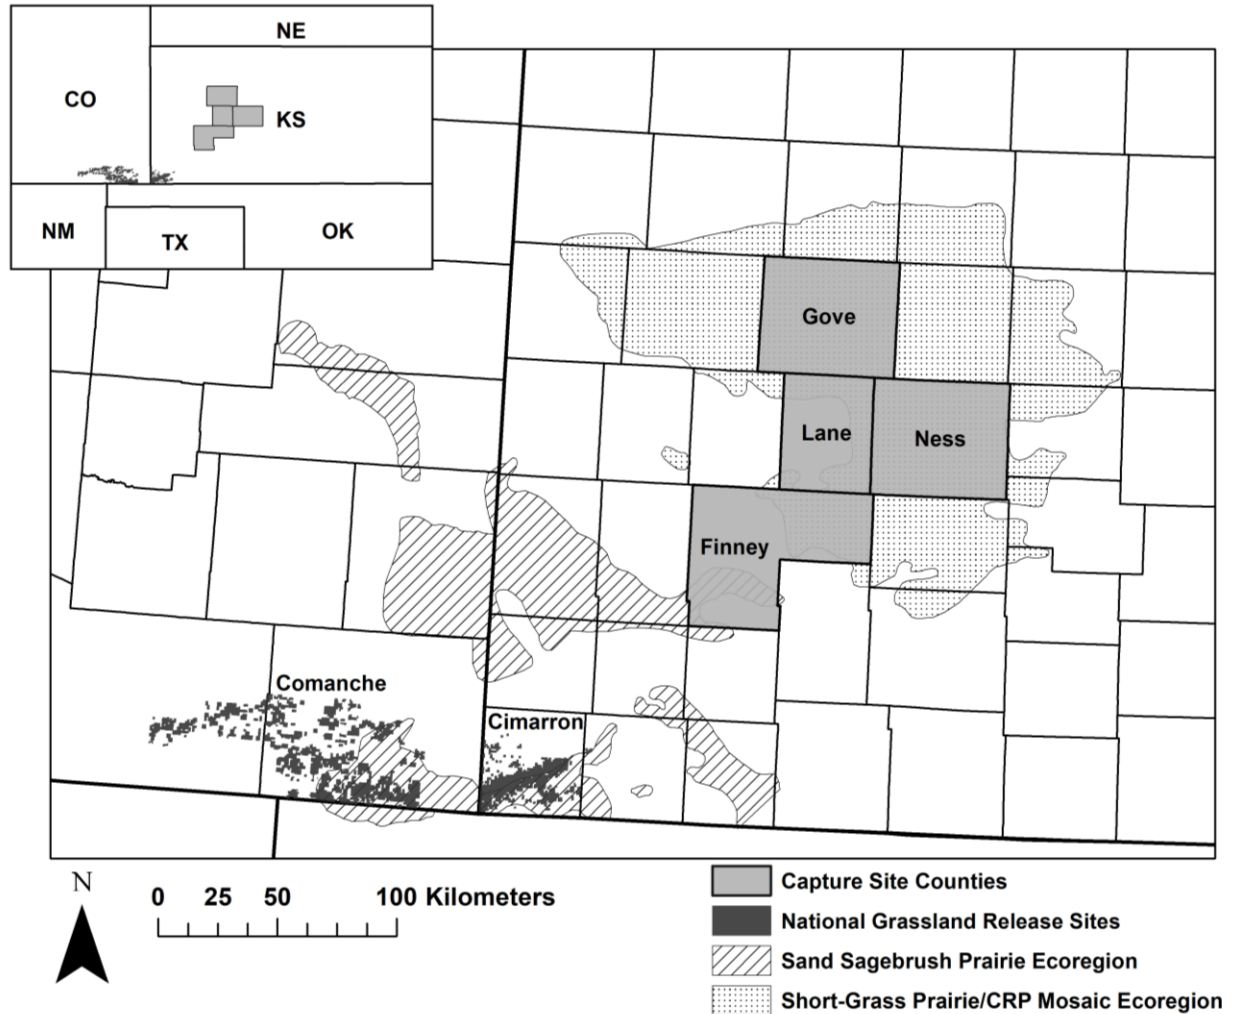 NE
CO
KS
NM
TX
OK
Gove
Lane
Ness
Finney
Comanche
Cimarron
N
0 25 50 100 Kilometers
Capture Site Counties
National Grassland Release Sites
Sand Sagebrush Prairie Ecoregion
Short-Grass Prairie/CRP Mosaic Ecoregion